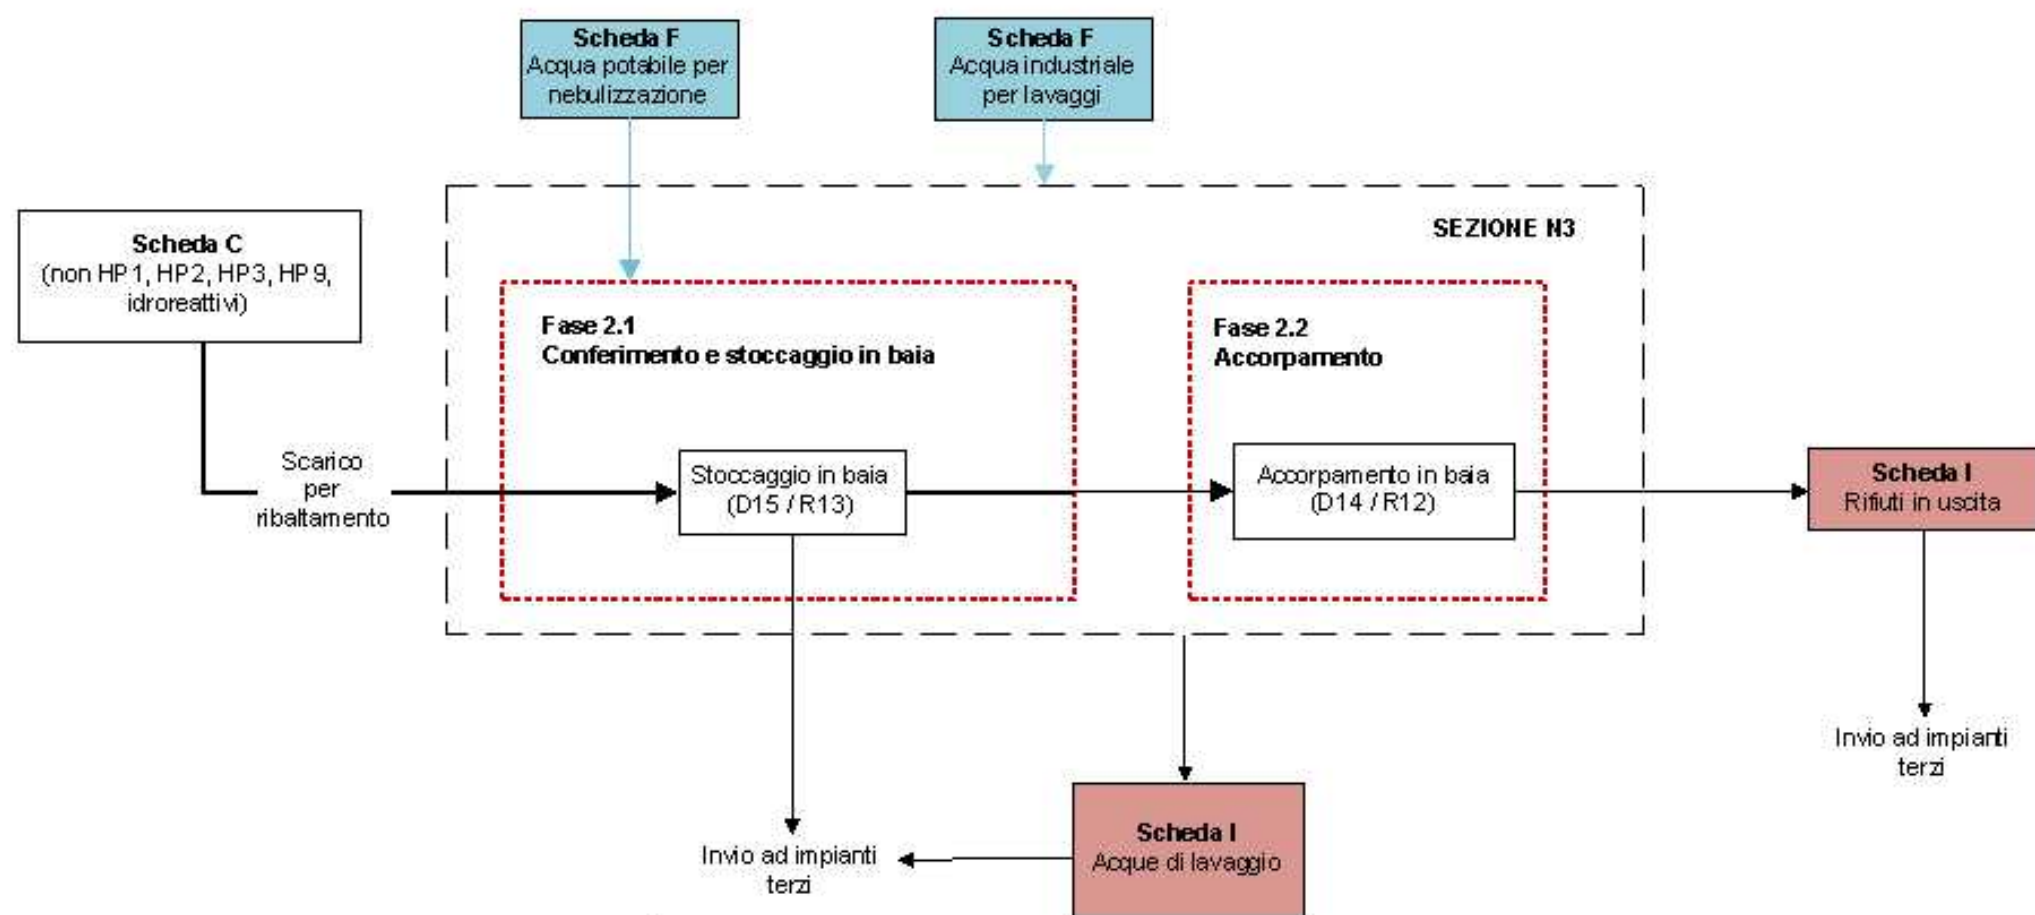 Scheda F
Acqua potabile per
nebulizzazione
Scheda F
Acqua industriale
per lavaggi
Scheda C
(non HP1, HP2, HP3, HP9,
idroreattivi)
SEZIONE N3
Fase 2.1
Conferimento e stoccaggio in baia
Fase 2.2
Accorpamento
Scarico
per
ribaltamento
Stoccaggio in baia
(D15 / R13)
Accorpamento in baia
(D14 / R12)
Scheda I
Rifiuti in uscita
Invio ad impianti
terzi
Scheda I
Acque di lavaggio
Invio ad impianti
terzi